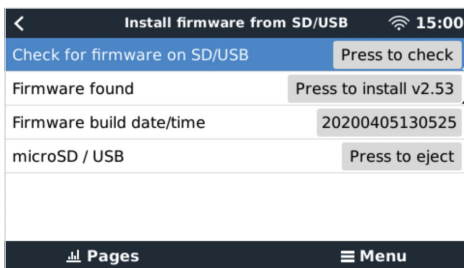 Install firmware from SD/USB 15:00
Check for firmware on SD/USB Press to check
Firmware found Press to install v2.53
Firmware build date/time 20200405130525
microSD / USB Press to eject
Pages Menu